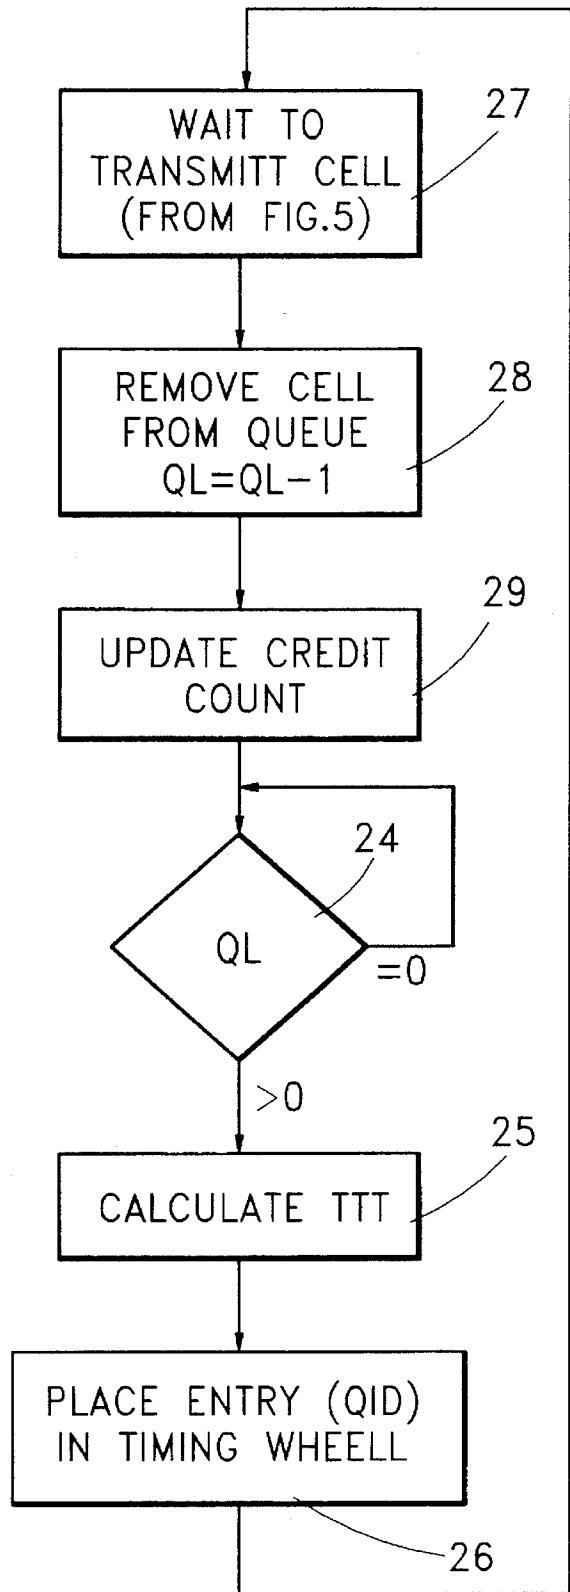 27
WAIT TO
TRANSMITT CELL
(FROM FIG.5)
28
REMOVE CELL
FROM QUEUE
QL=QL-1
29
UPDATE CREDIT
COUNT
24
QL
=0
>0
25
CALCULATE TTT
PLACE ENTRY (QID)
IN TIMING WHEELL
26